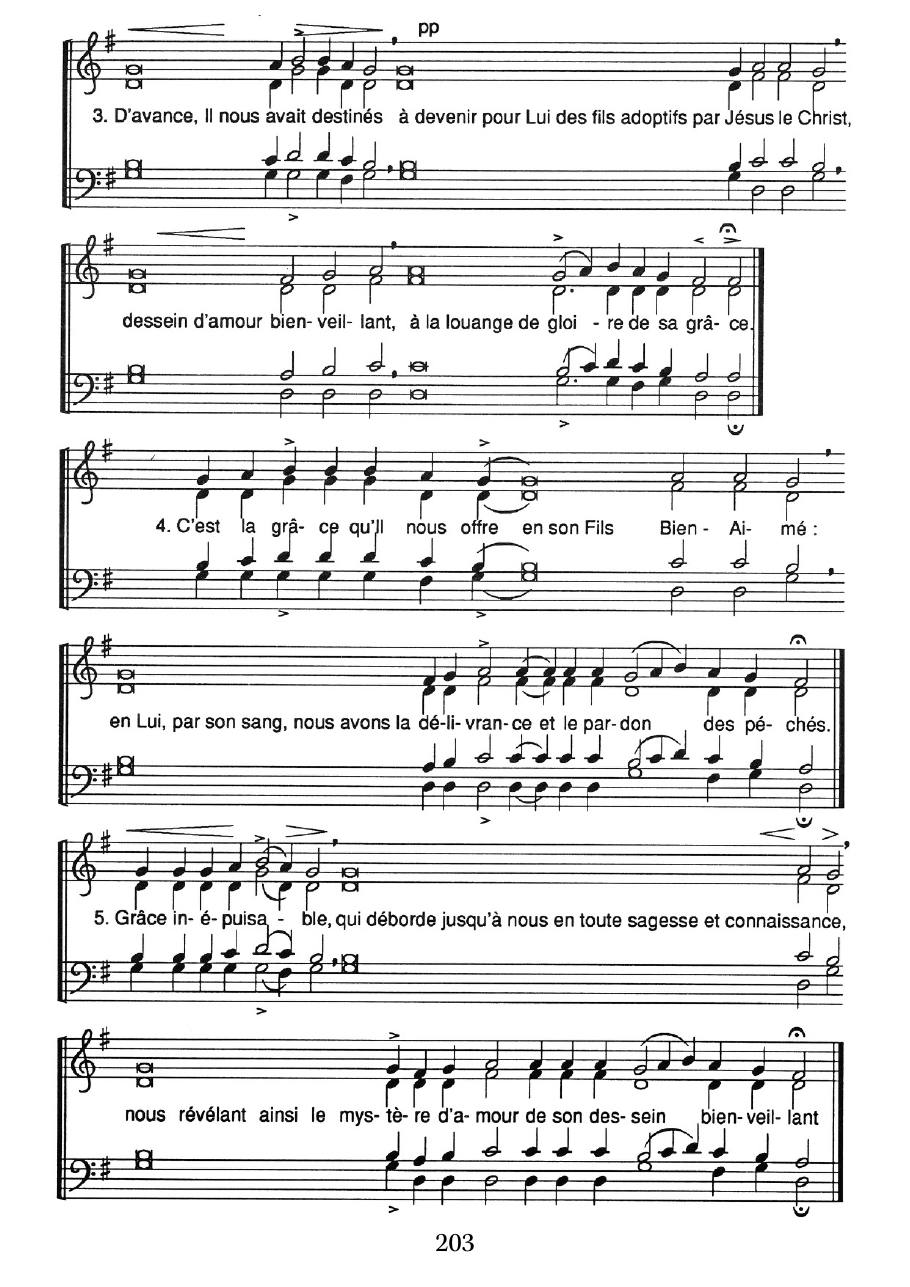 pp
3. D'avance, Il nous avait destinés à devenir pour Lui des fils adoptifs par Jésus le Christ,
dessein d'amour bien- veil- lant, à la louange de gloi - re de sa grâ- ce.
4. C'est la grâ- ce qu'Il nous offre en son Fils Bien - Ai- mé :
en Lui, par son sang, nous avons la dé-li-vran-ce et le par-don des pé- chés.
5. Grâce in- é- puisa - ble, qui déborde jusqu'à nous en toute sagesse et connaissance,
nous révélant ainsi le mys- tè- re d'a- mour de son des- sein bien- veil- lant
203